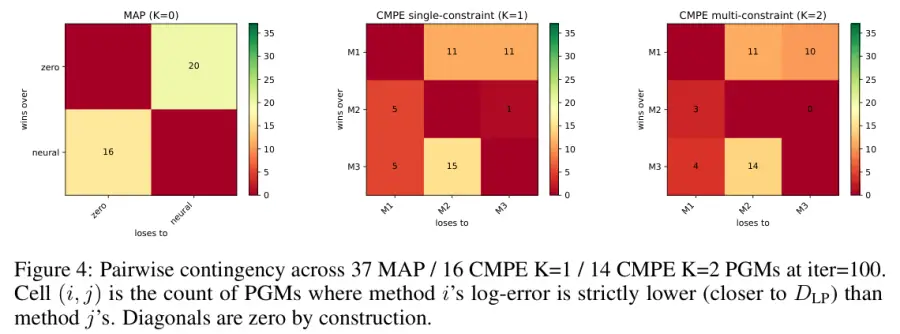 MAP (K=0)
CMPE single-constraint (K=1)
CMPE multi-constraint (K=2)
wins over
zero
neural
20
16
zero
neural
loses to
35
30
25
20
15
10
5
0
wins over
M1
M2
M3
11
11
5
1
5
15
M1
M2
M3
loses to
35
30
25
20
15
10
5
0
wins over
M1
M2
M3
11
10
3
0
4
14
M1
M2
M3
loses to
35
30
25
20
15
10
5
0
Figure 4: Pairwise contingency across 37 MAP / 16 CMPE K=1 / 14 CMPE K=2 PGMs at iter=100.
Cell (i, j) is the count of PGMs where method i's log-error is strictly lower (closer to D_LP) than
method j's. Diagonals are zero by construction.